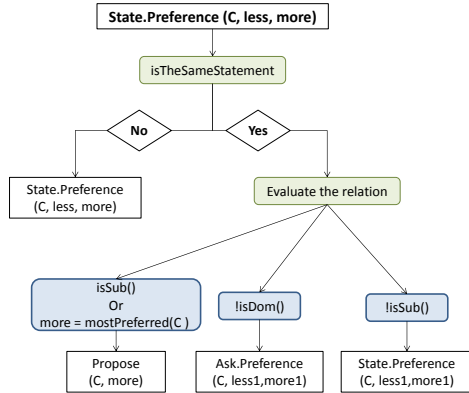 State.Preference (C, less, more)
isTheSameStatement
No
Yes
State.Preference
(C, less, more)
Evaluate the relation
isSub()
Or
more = mostPreferred(C )
!isDom()
!isSub()
Propose
(C, more)
Ask.Preference
(C, less1,more1)
State.Preference
(C, less1,more1)